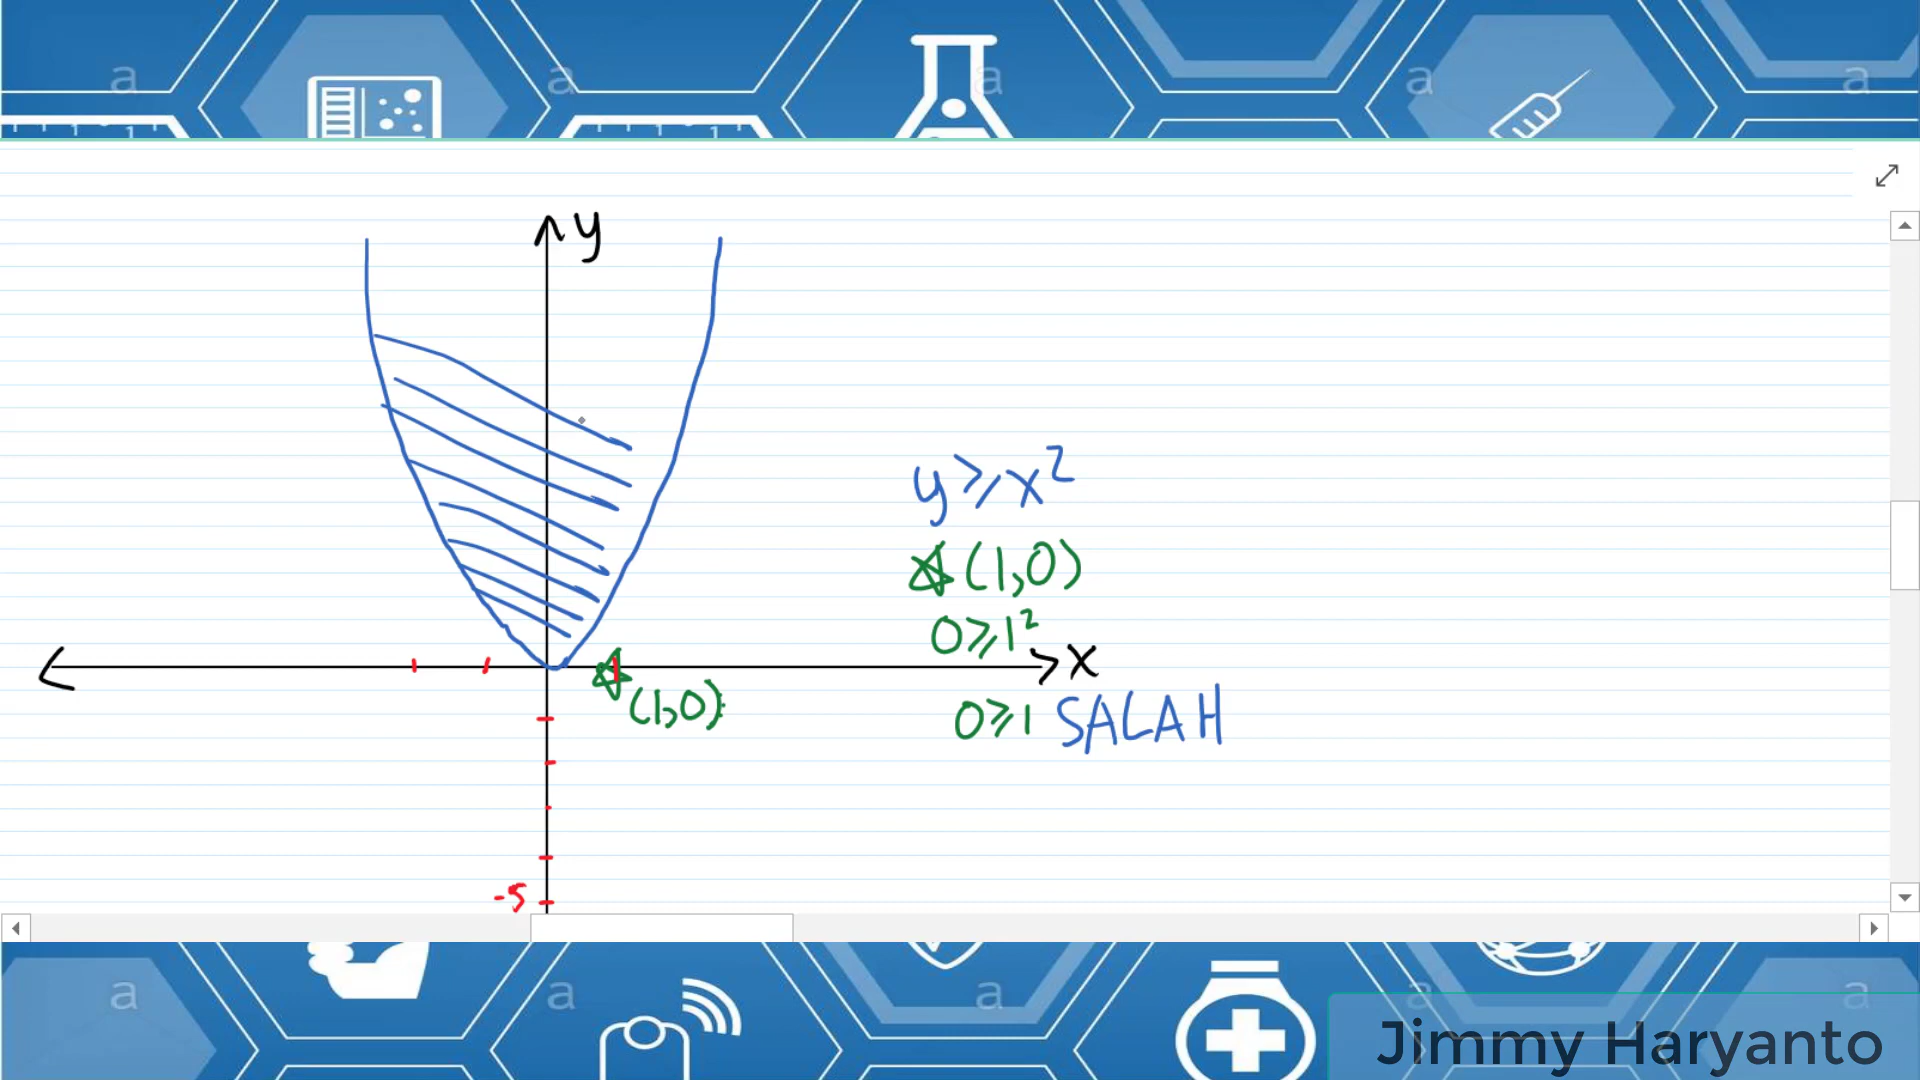 y
y ≥ x²
☆ (1,0)
0 ≥ 1²
x
(1,0)
0 ≥ 1 SALAH
-5
a a a a a
a a a a a
Jimmy Haryanto